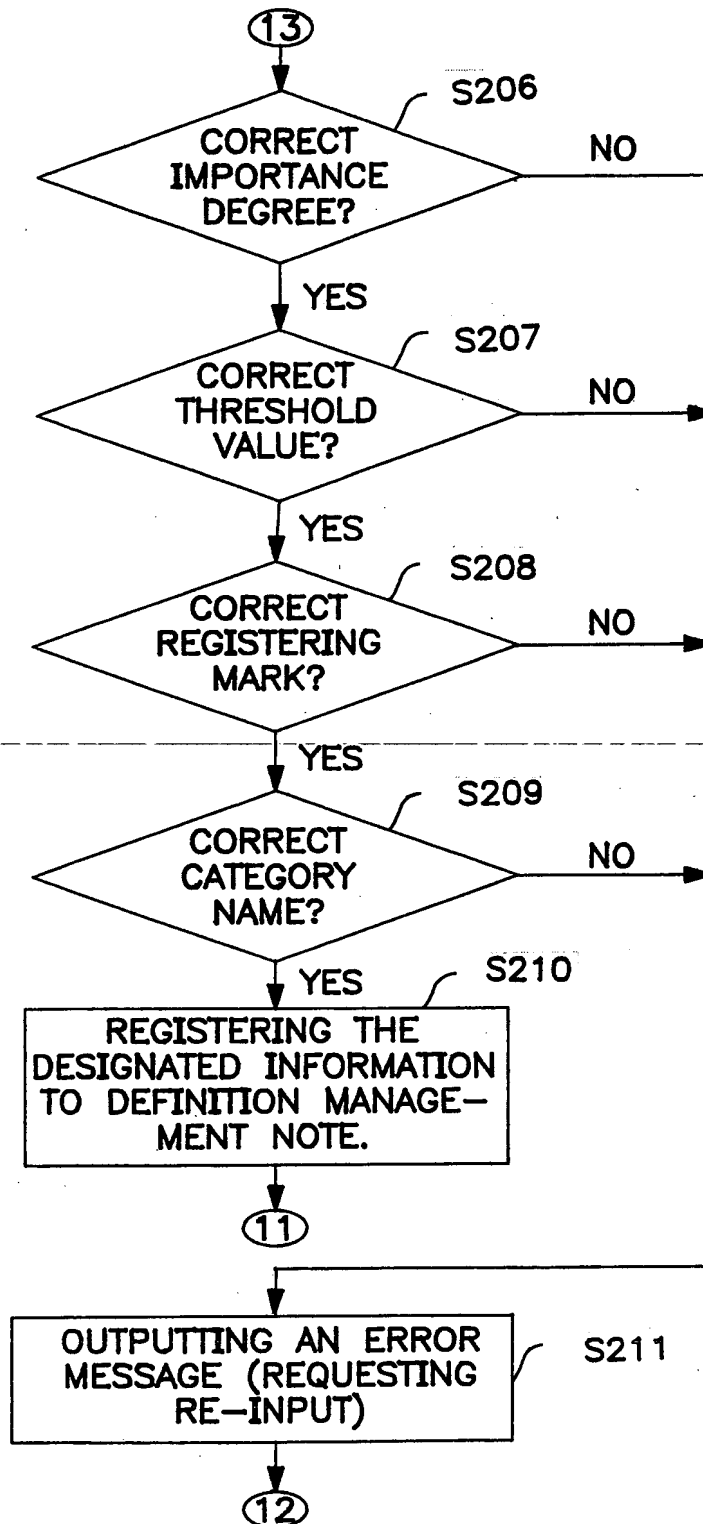 13
S206
CORRECT
IMPORTANCE
DEGREE?
NO
YES
S207
CORRECT
THRESHOLD
VALUE?
NO
YES
S208
CORRECT
REGISTERING
MARK?
NO
YES
S209
CORRECT
CATEGORY
NAME?
NO
YES
S210
REGISTERING THE
DESIGNATED INFORMATION
TO DEFINITION MANAGE-
MENT NOTE.
11
OUTPUTTING AN ERROR
MESSAGE (REQUESTING
RE-INPUT)
S211
12